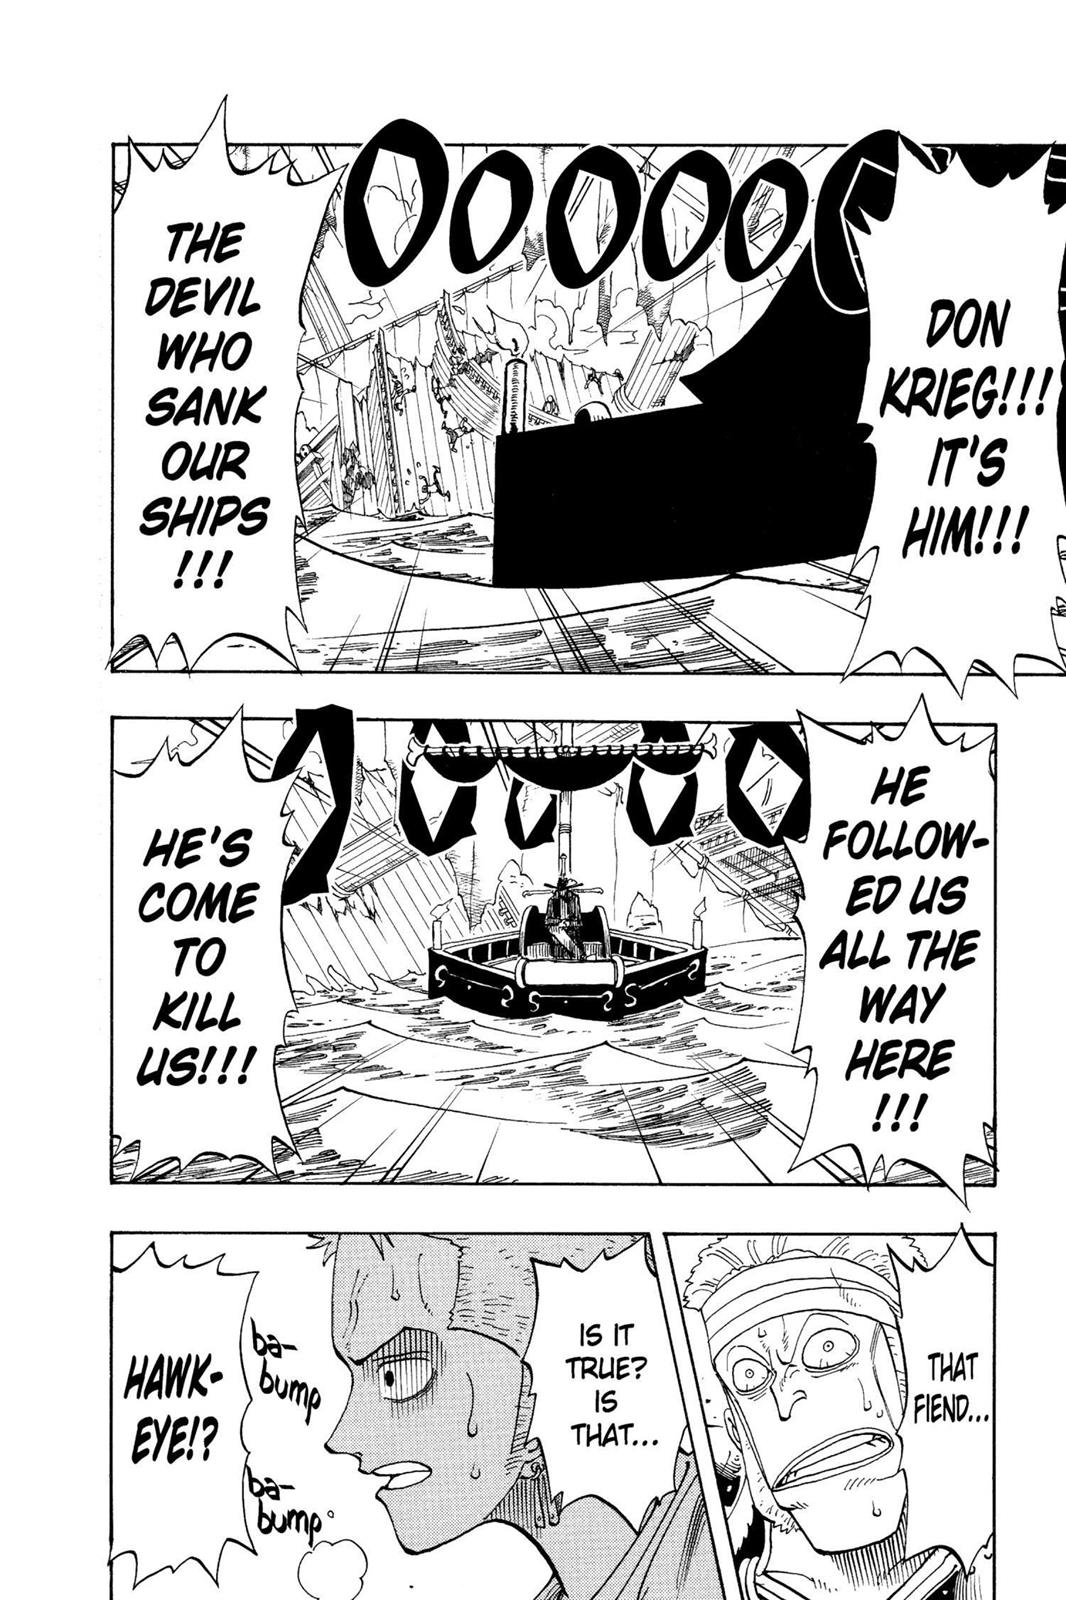 DON
KRIEG!!!
IT'S
HIM!!!
THE
DEVIL
WHO
SANK
OUR
SHIPS
!!!
OOOOOO
HE
FOLLOW-
ED US
ALL THE
WAY
HERE
!!!
HE'S
COME
TO
KILL
US!!!
THAT
FIEND...
IS IT
TRUE?
IS
THAT...
HAWK-
EYE!?
ba-
bump
ba-
bump